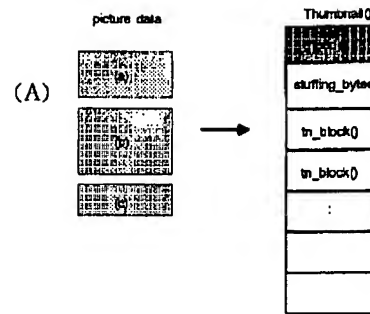 picture data
Thumbnail()
(A)
(a)
stuffing_bytes
(b)
tn_block()
tn_block()
(c)
: